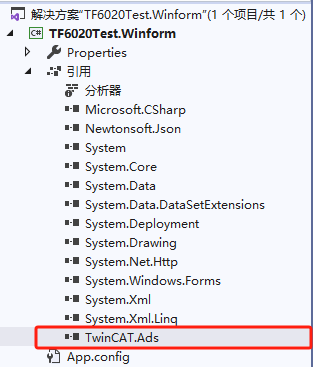 解决方案"TF6020Test.Winform"(1 个项目/共 1 个)
TF6020Test.Winform
Properties
引用
分析器
Microsoft.CSharp
Newtonsoft.Json
System
System.Core
System.Data
System.Data.DataSetExtensions
System.Deployment
System.Drawing
System.Net.Http
System.Windows.Forms
System.Xml
System.Xml.Linq
TwinCAT.Ads
App.config